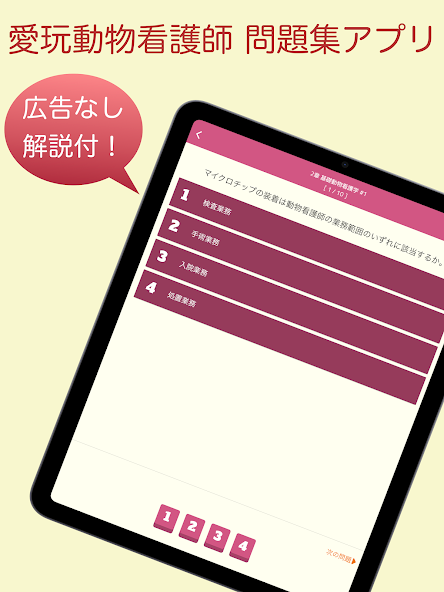 愛玩動物看護師 問題集アプリ
広告なし
解説付!
2章 基礎動物看護学 #1
[ 1 / 10 ]
マイクロチップの装着は動物看護師の業務範囲のいずれに該当するか。
1 検査業務
2 手術業務
3 入院業務
4 処置業務
1 2 3 4
次の問題